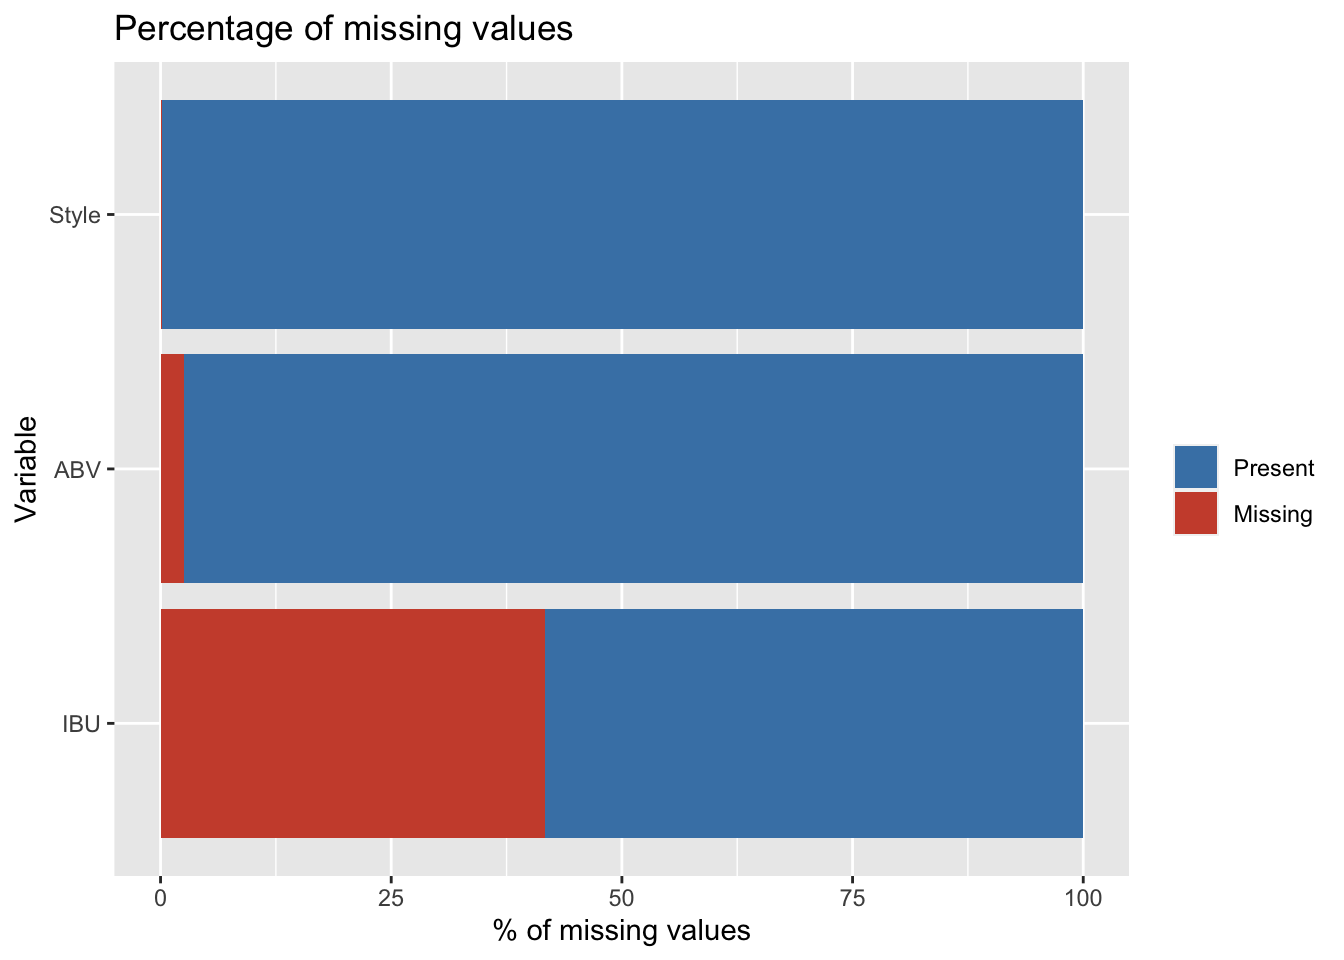 Percentage of missing values
Variable
Style
ABV
IBU
0 25 50 75 100
% of missing values
Present
Missing